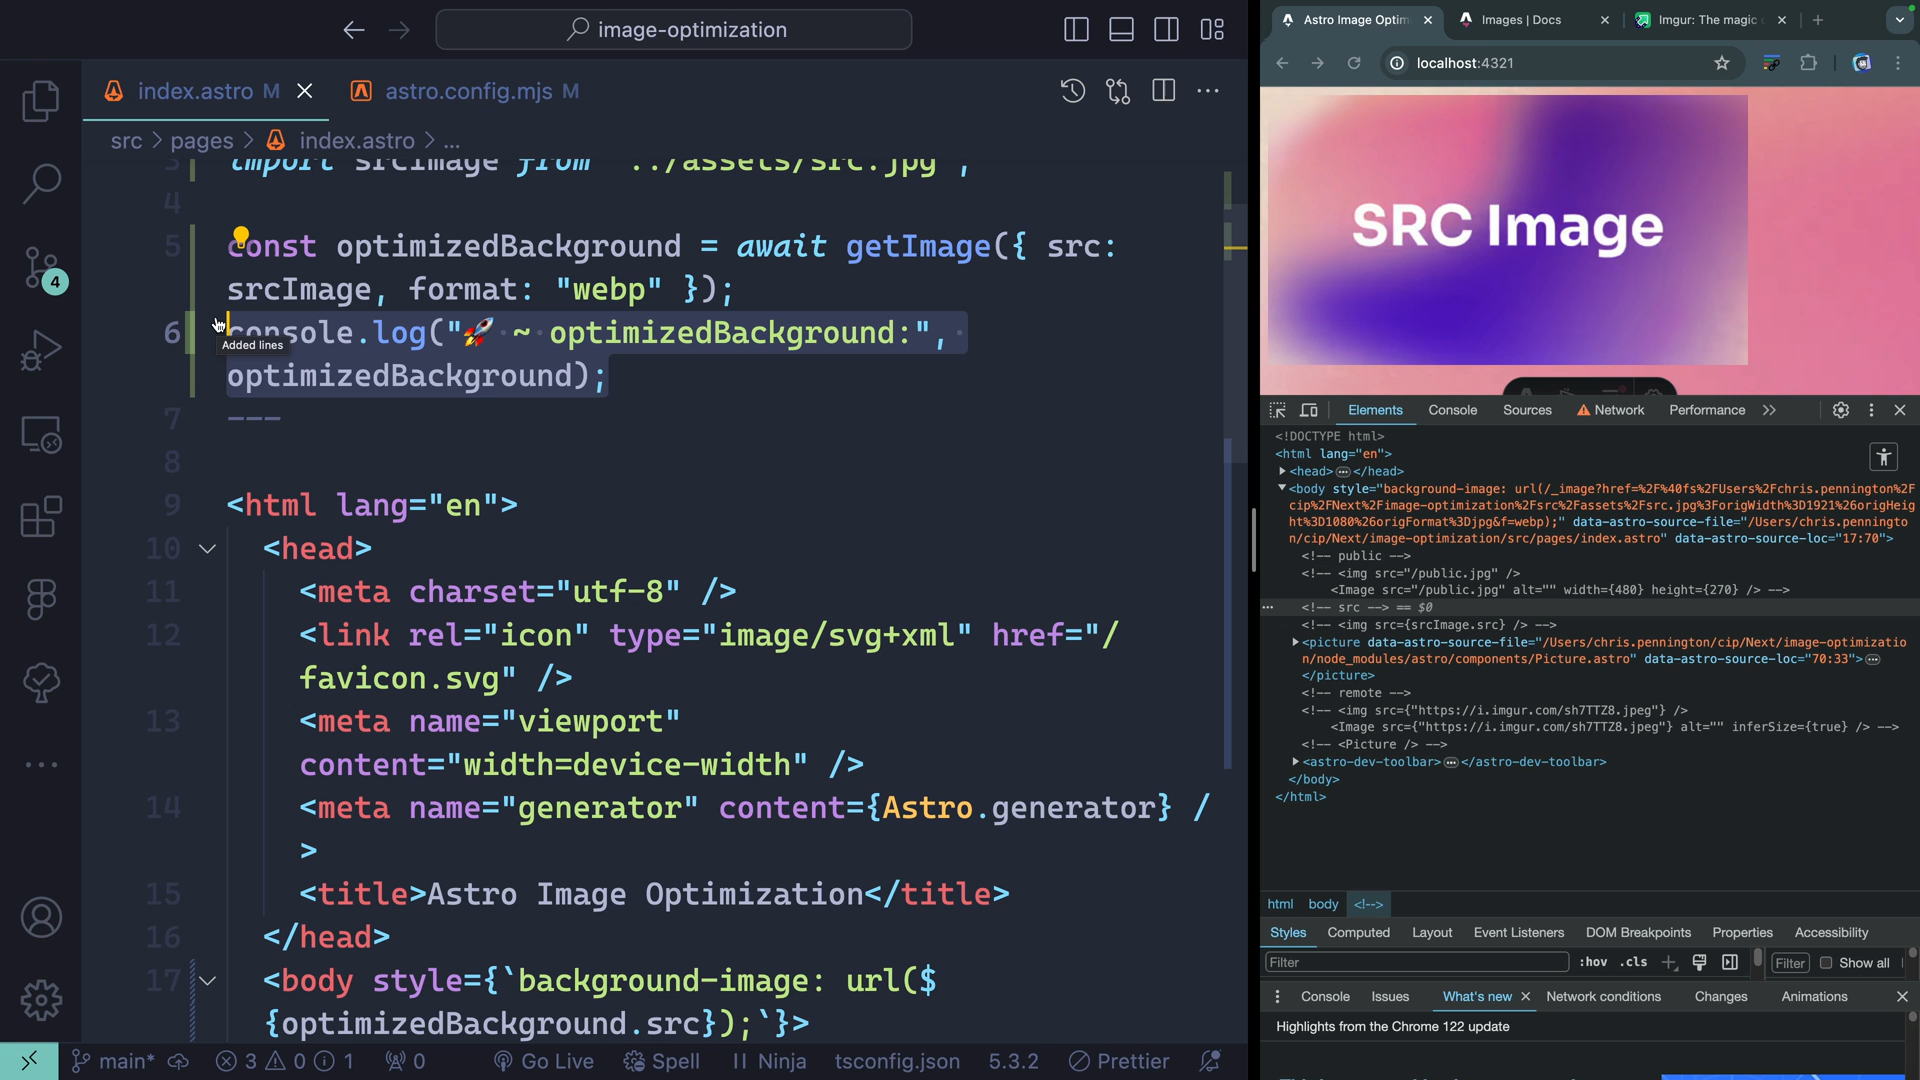 image-optimization
index.astro M
astro.config.mjs M
src > pages > index.astro > ...
3 import srcImage from "../assets/src.jpg";
4
5 const optimizedBackground = await getImage({ src:
srcImage, format: "webp" });
6 console.log("🚀 ~ optimizedBackground:",
Added lines
optimizedBackground);
7 ---
8
9 <html lang="en">
10 <head>
11 <meta charset="utf-8" />
12 <link rel="icon" type="image/svg+xml" href="/
favicon.svg" />
13 <meta name="viewport"
content="width=device-width" />
14 <meta name="generator" content={Astro.generator} /
>
15 <title>Astro Image Optimization</title>
16 </head>
17 <body style={`background-image: url($
{optimizedBackground.src});`}>
4
main* 3 0 1 0 Go Live Spell Ninja tsconfig.json 5.3.2 Prettier
Astro Image Optim
Images | Docs
Imgur: The magic
localhost:4321
SRC Image
Elements Console Sources Network Performance
<!DOCTYPE html>
<html lang="en">
<head>…</head>
<body style="background-image: url(/_image?href=%2F%40fs%2FUsers%2Fchris.pennington%2F
cip%2FNext%2Fimage-optimization%2Fsrc%2Fassets%2Fsrc.jpg%3ForigWidth%3D1921%26origHeig
ht%3D1080%26origFormat%3Djpg&f=webp);" data-astro-source-file="/Users/chris.penningto
n/cip/Next/image-optimization/src/pages/index.astro" data-astro-source-loc="17:70">
<!-- public -->
<!-- <img src="/public.jpg" />
<Image src="/public.jpg" alt="" width={480} height={270} /> -->
<!-- src --> == $0
<!-- <img src={srcImage.src} /> -->
<picture data-astro-source-file="/Users/chris.pennington/cip/Next/image-optimizatio
n/node_modules/astro/components/Picture.astro" data-astro-source-loc="70:33">…
</picture>
<!-- remote -->
<!-- <img src={"https://i.imgur.com/sh7TTZ8.jpeg"} />
<Image src={"https://i.imgur.com/sh7TTZ8.jpeg"} alt="" inferSize={true} /> -->
<!-- <Picture /> -->
<astro-dev-toolbar>…</astro-dev-toolbar>
</body>
</html>
html body <!-->
Styles Computed Layout Event Listeners DOM Breakpoints Properties Accessibility
Filter :hov .cls Filter Show all
Console Issues What's new Network conditions Changes Animations
Highlights from the Chrome 122 update